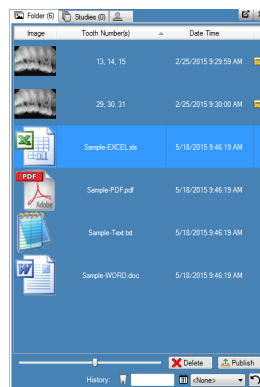 Folder (6) Studies (0)
Image Tooth Number(s) Date Time
13, 14, 15 2/25/2015 9:29:59 AM
29, 30, 31 2/25/2015 9:30:00 AM
Sample-EXCEL.xls 5/18/2015 9:46:19 AM
PDF
Adobe
Sample-PDF.pdf 5/18/2015 9:46:19 AM
Sample-Text.txt 5/18/2015 9:46:19 AM
W
Sample-WORD.doc 5/18/2015 9:46:19 AM
Delete Publish
History: <None>